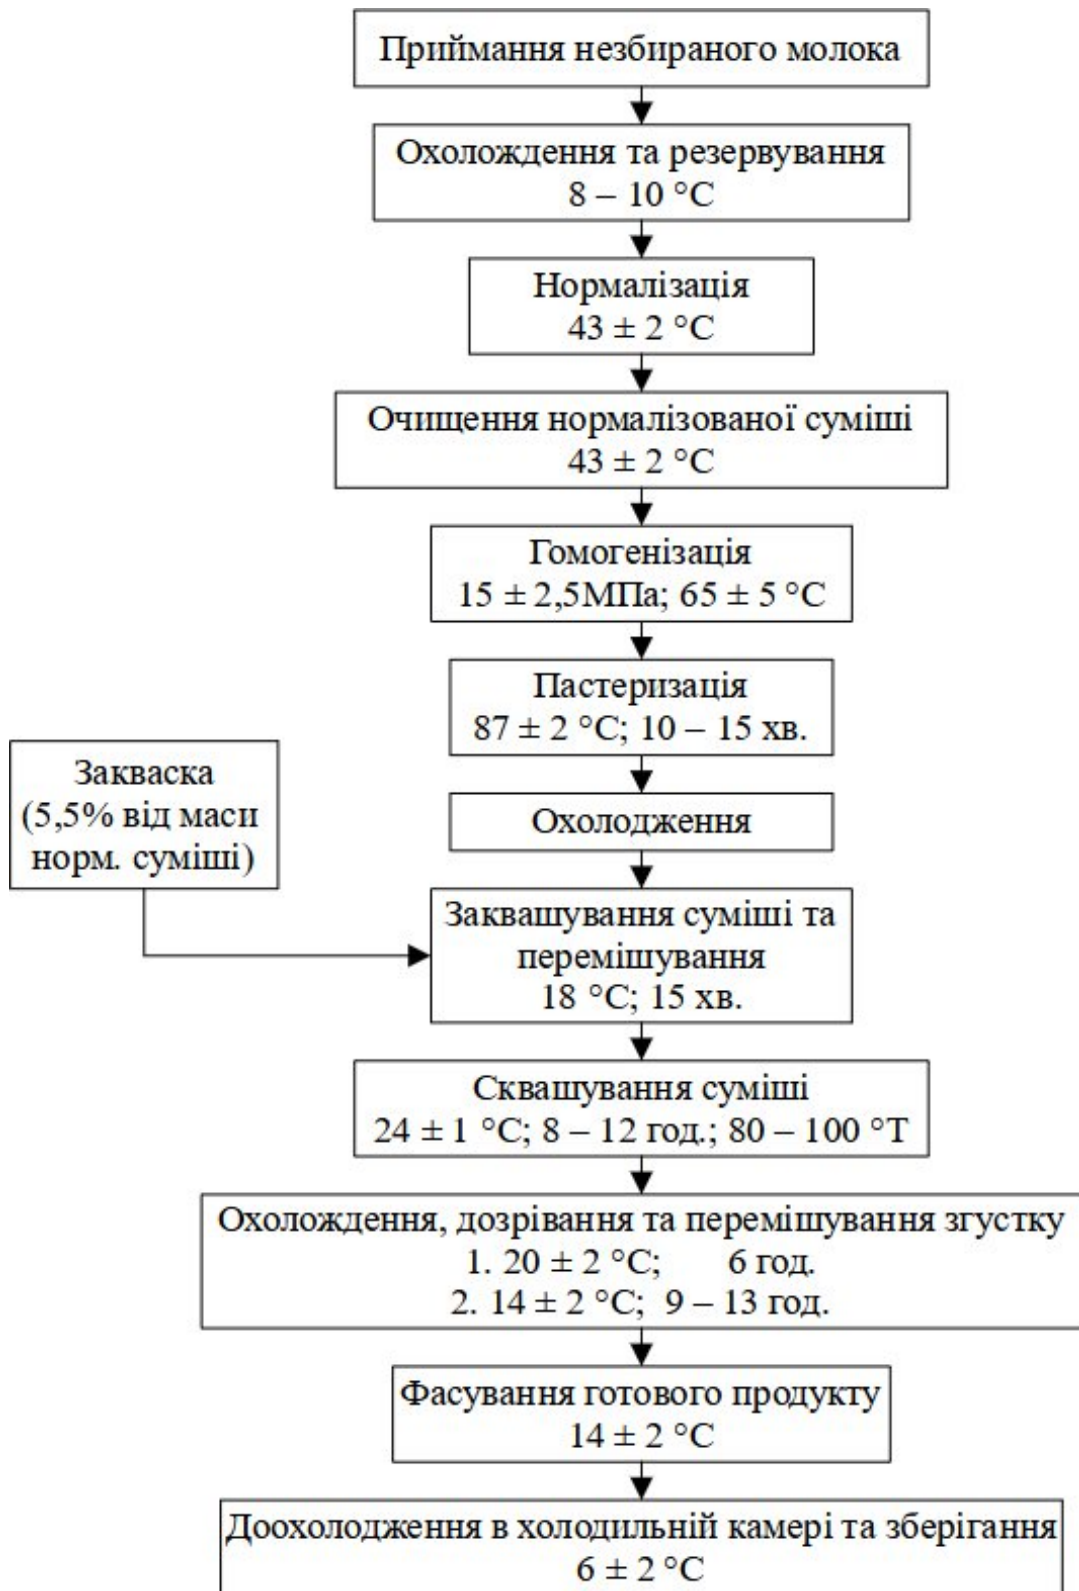 Приймання незбираного молока
Охолождення та резервування
8 – 10 °C
Нормалізація
43 ± 2 °C
Очищення нормалізованої суміші
43 ± 2 °C
Гомогенізація
15 ± 2,5МПа; 65 ± 5 °C
Пастеризація
87 ± 2 °C; 10 – 15 хв.
Закваска
(5,5% від маси
норм. суміші)
Охолодження
Заквашування суміші та
перемішування
18 °C; 15 хв.
Сквашування суміші
24 ± 1 °C; 8 – 12 год.; 80 – 100 °Т
Охолождення, дозрівання та перемішування згустку
1. 20 ± 2 °C; 6 год.
2. 14 ± 2 °C; 9 – 13 год.
Фасування готового продукту
14 ± 2 °C
Доохолодження в холодильній камері та зберігання
6 ± 2 °C